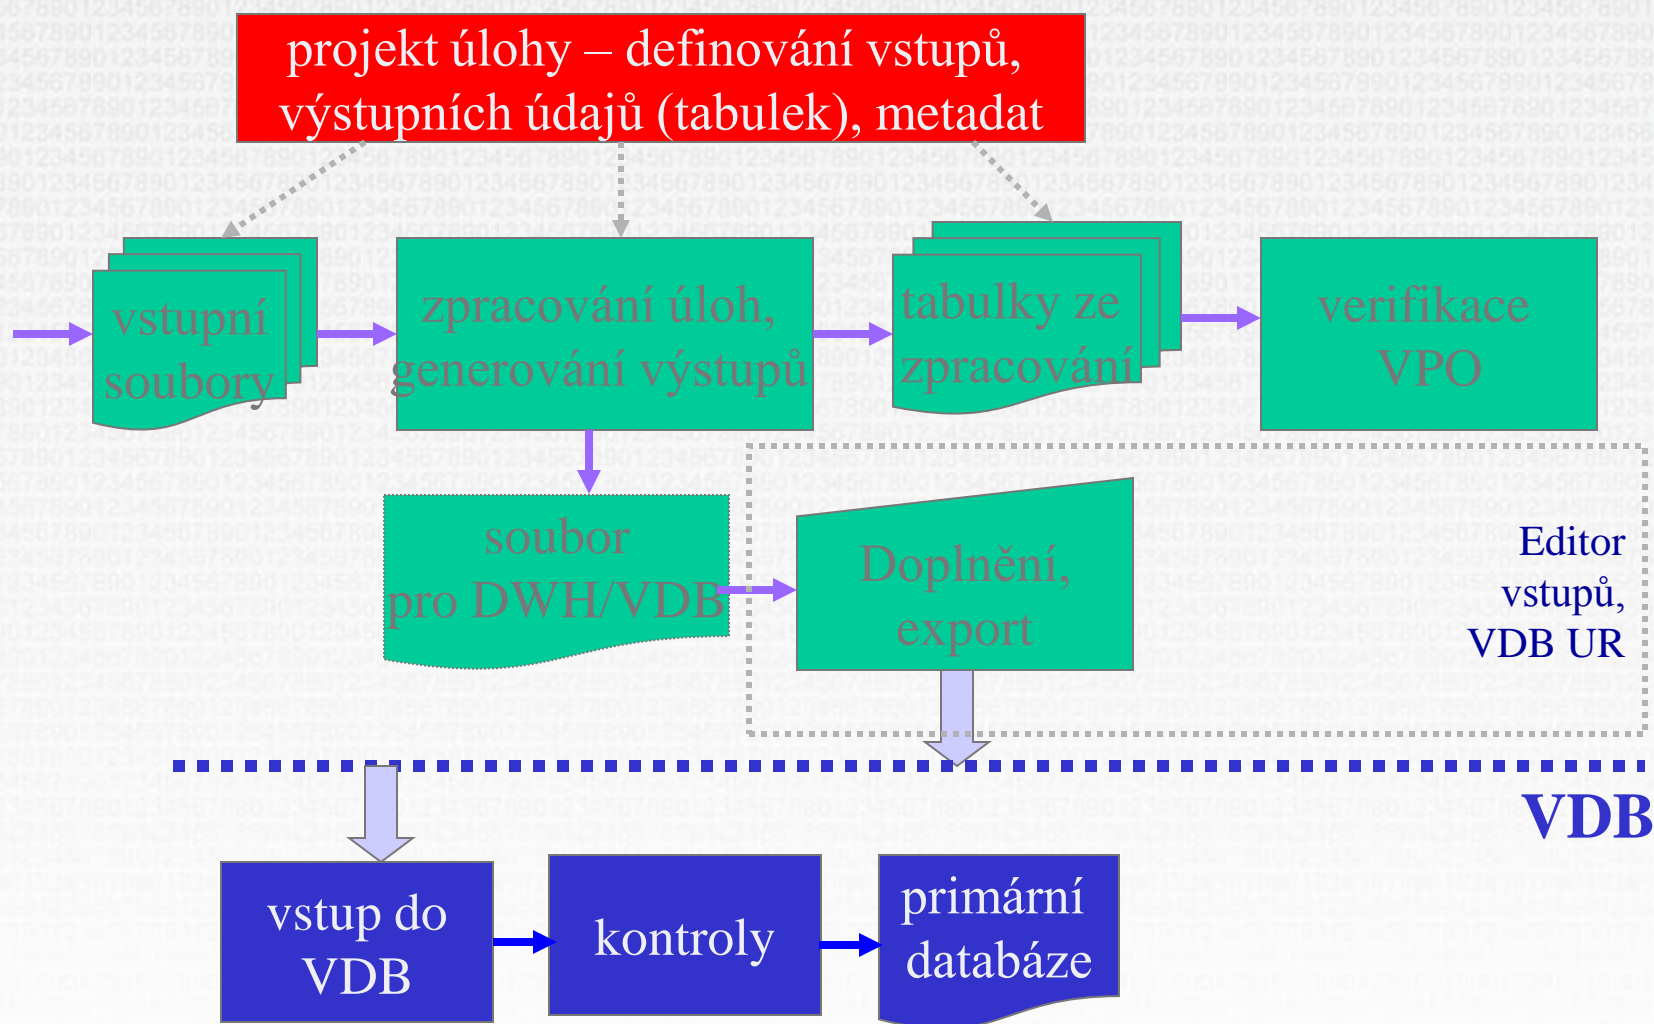 projekt úlohy – definování vstupů,
výstupních údajů (tabulek), metadat
vstupní
soubory
zpracování úloh,
generování výstupů
tabulky ze
zpracování
verifikace
VPO
soubor
pro DWH/VDB
Doplnění,
export
Editor
vstupů,
VDB UR
VDB
vstup do
VDB
kontroly
primární
databáze